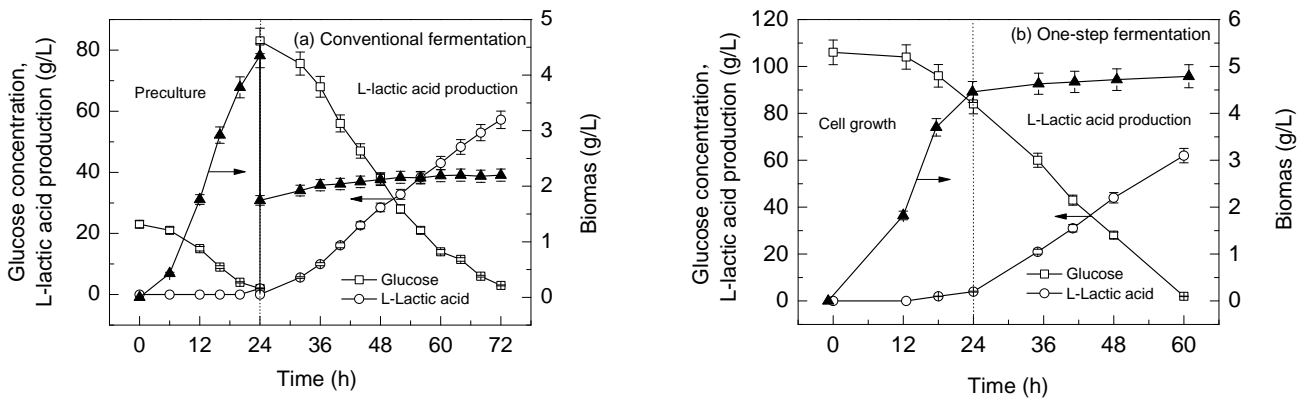 (a) Conventional fermentation
Preculture
L-lactic acid production
Glucose concentration,
L-lactic acid production (g/L)
80
60
40
20
0
5
4
3
2
1
0
Biomas (g/L)
Glucose
L-Lactic acid
0 12 24 36 48 60 72
Time (h)
(b) One-step fermentation
Cell growth
L-Lactic acid production
Glucose concentration,
L-lactic acid production (g/L)
120
100
80
60
40
20
0
6
5
4
3
2
1
0
Biomas (g/L)
Glucose
L-Lactic acid
0 12 24 36 48 60
Time (h)